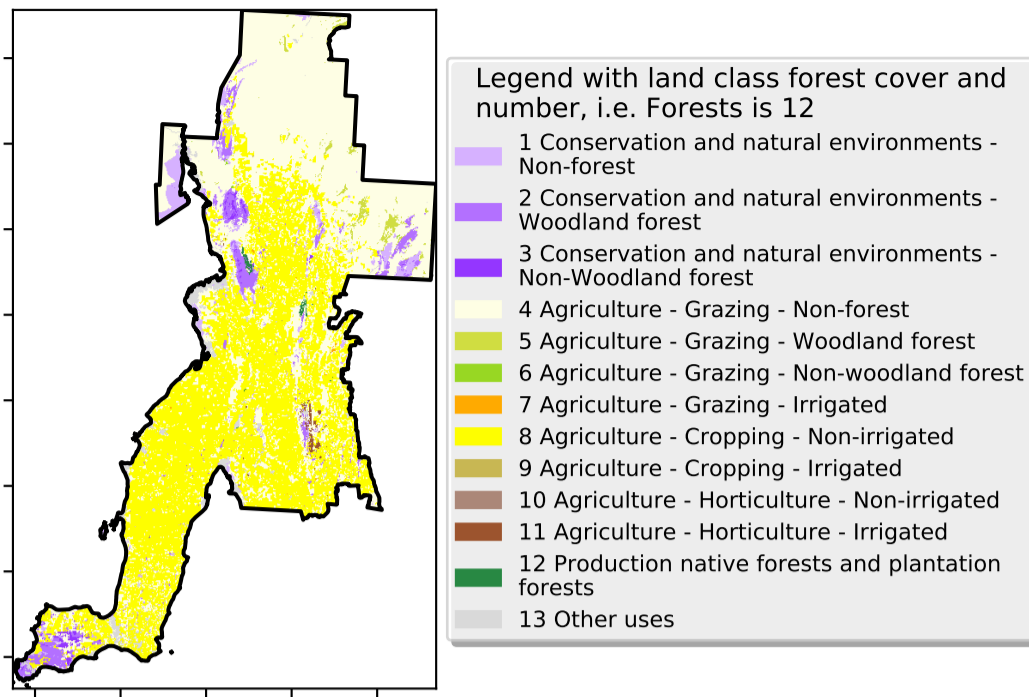 Legend with land class forest cover and
number, i.e. Forests is 12
1 Conservation and natural environments -
Non-forest
2 Conservation and natural environments -
Woodland forest
3 Conservation and natural environments -
Non-Woodland forest
4 Agriculture - Grazing - Non-forest
5 Agriculture - Grazing - Woodland forest
6 Agriculture - Grazing - Non-woodland forest
7 Agriculture - Grazing - Irrigated
8 Agriculture - Cropping - Non-irrigated
9 Agriculture - Cropping - Irrigated
10 Agriculture - Horticulture - Non-irrigated
11 Agriculture - Horticulture - Irrigated
12 Production native forests and plantation
forests
13 Other uses